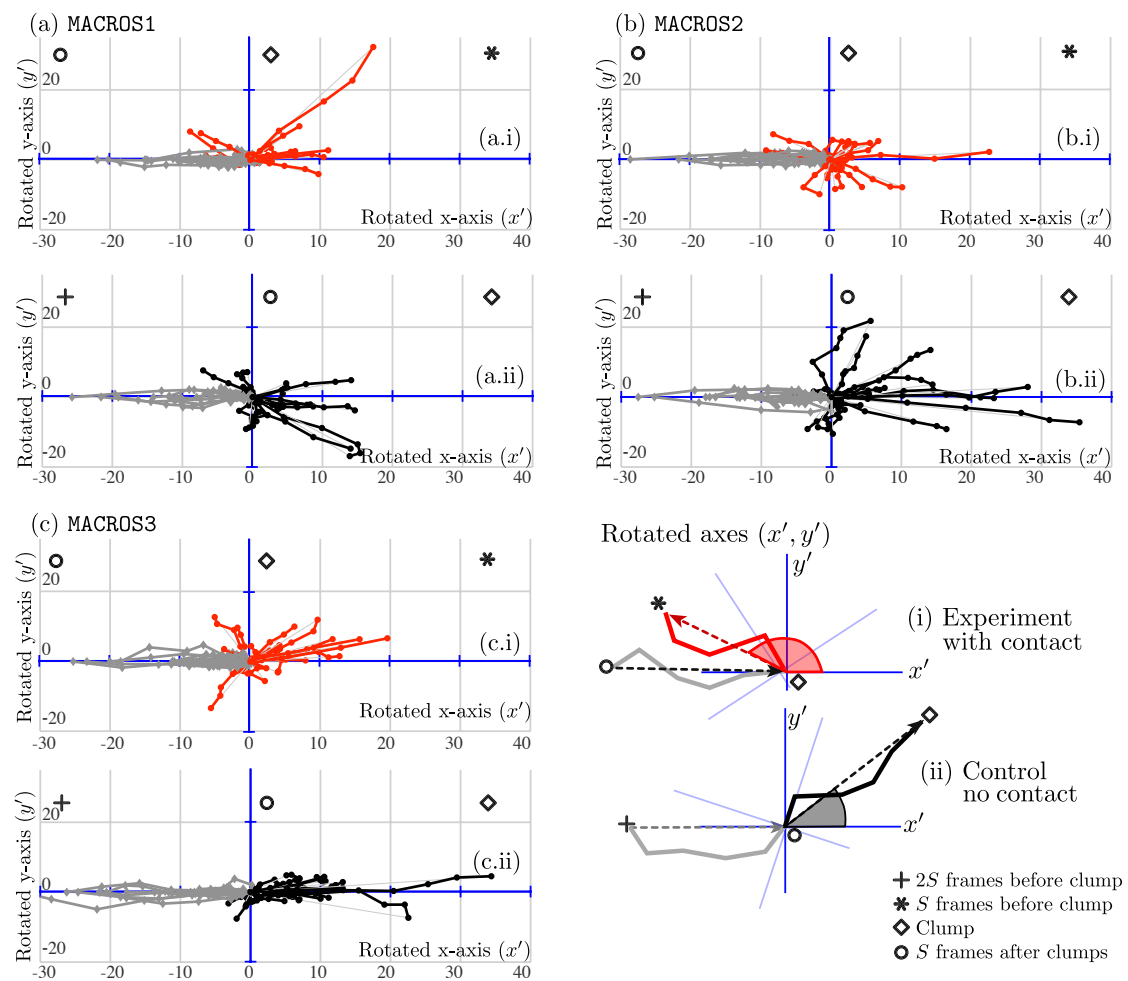 (a) MACROS1
20
0
-20
Rotated y-axis (y′)
(a.i)
Rotated x-axis (x′)
-30 -20 -10 0 10 20 30 40
20
0
-20
Rotated y-axis (y′)
(a.ii)
Rotated x-axis (x′)
-30 -20 -10 0 10 20 30 40
(b) MACROS2
20
0
-20
Rotated y-axis (y′)
(b.i)
Rotated x-axis (x′)
-30 -20 -10 0 10 20 30 40
20
0
-20
Rotated y-axis (y′)
(b.ii)
Rotated x-axis (x′)
-30 -20 -10 0 10 20 30 40
(c) MACROS3
20
0
-20
Rotated y-axis (y′)
(c.i)
Rotated x-axis (x′)
-30 -20 -10 0 10 20 30 40
20
0
-20
Rotated y-axis (y′)
(c.ii)
Rotated x-axis (x′)
-30 -20 -10 0 10 20 30 40
Rotated axes (x′, y′)
y′
(i) Experiment
with contact
x′
y′
(ii) Control
no contact
x′
2S frames before clump
S frames before clump
Clump
S frames after clumps